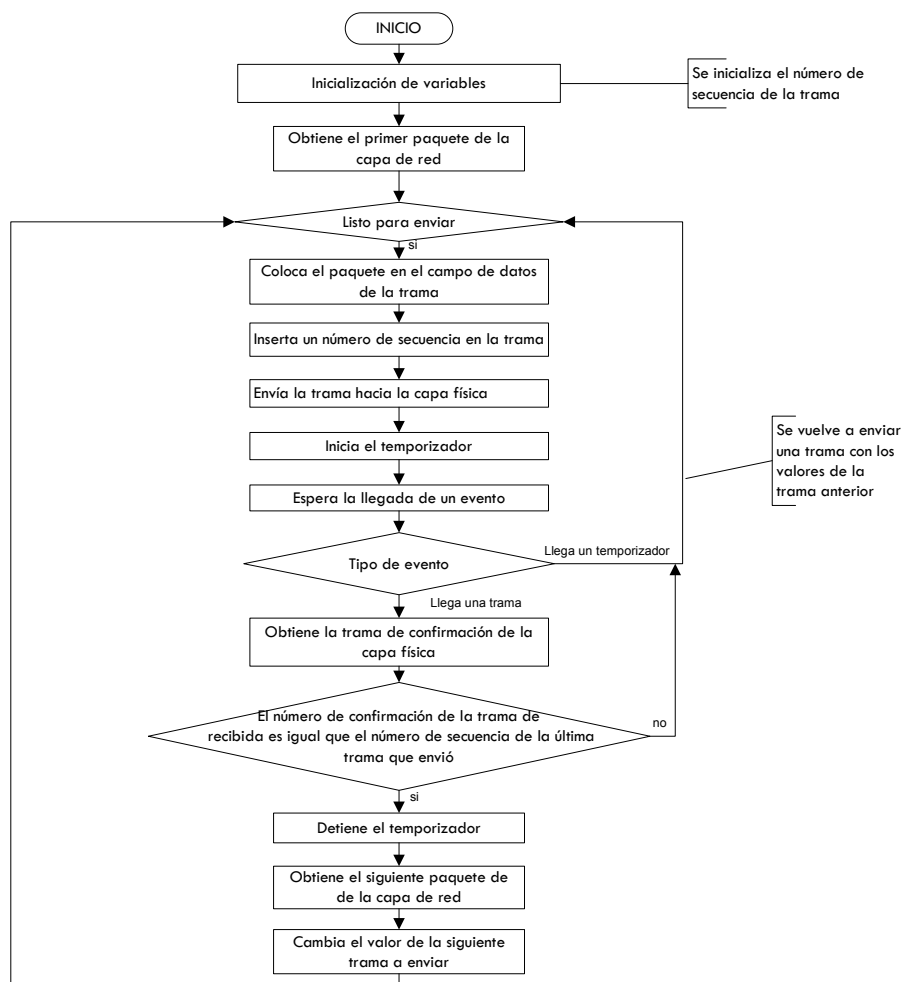 INICIO
Inicialización de variables
Se inicializa el número de
secuencia de la trama
Obtiene el primer paquete de la
capa de red
Listo para enviar
si
Coloca el paquete en el campo de datos
de la trama
Inserta un número de secuencia en la trama
Envía la trama hacia la capa física
Inicia el temporizador
Se vuelve a enviar
una trama con los
valores de la
trama anterior
Espera la llegada de un evento
Tipo de evento
Llega un temporizador
Llega una trama
Obtiene la trama de confirmación de la
capa física
El número de confirmación de la trama de
recibida es igual que el número de secuencia de la última
trama que envió
no
si
Detiene el temporizador
Obtiene el siguiente paquete de
de la capa de red
Cambia el valor de la siguiente
trama a enviar